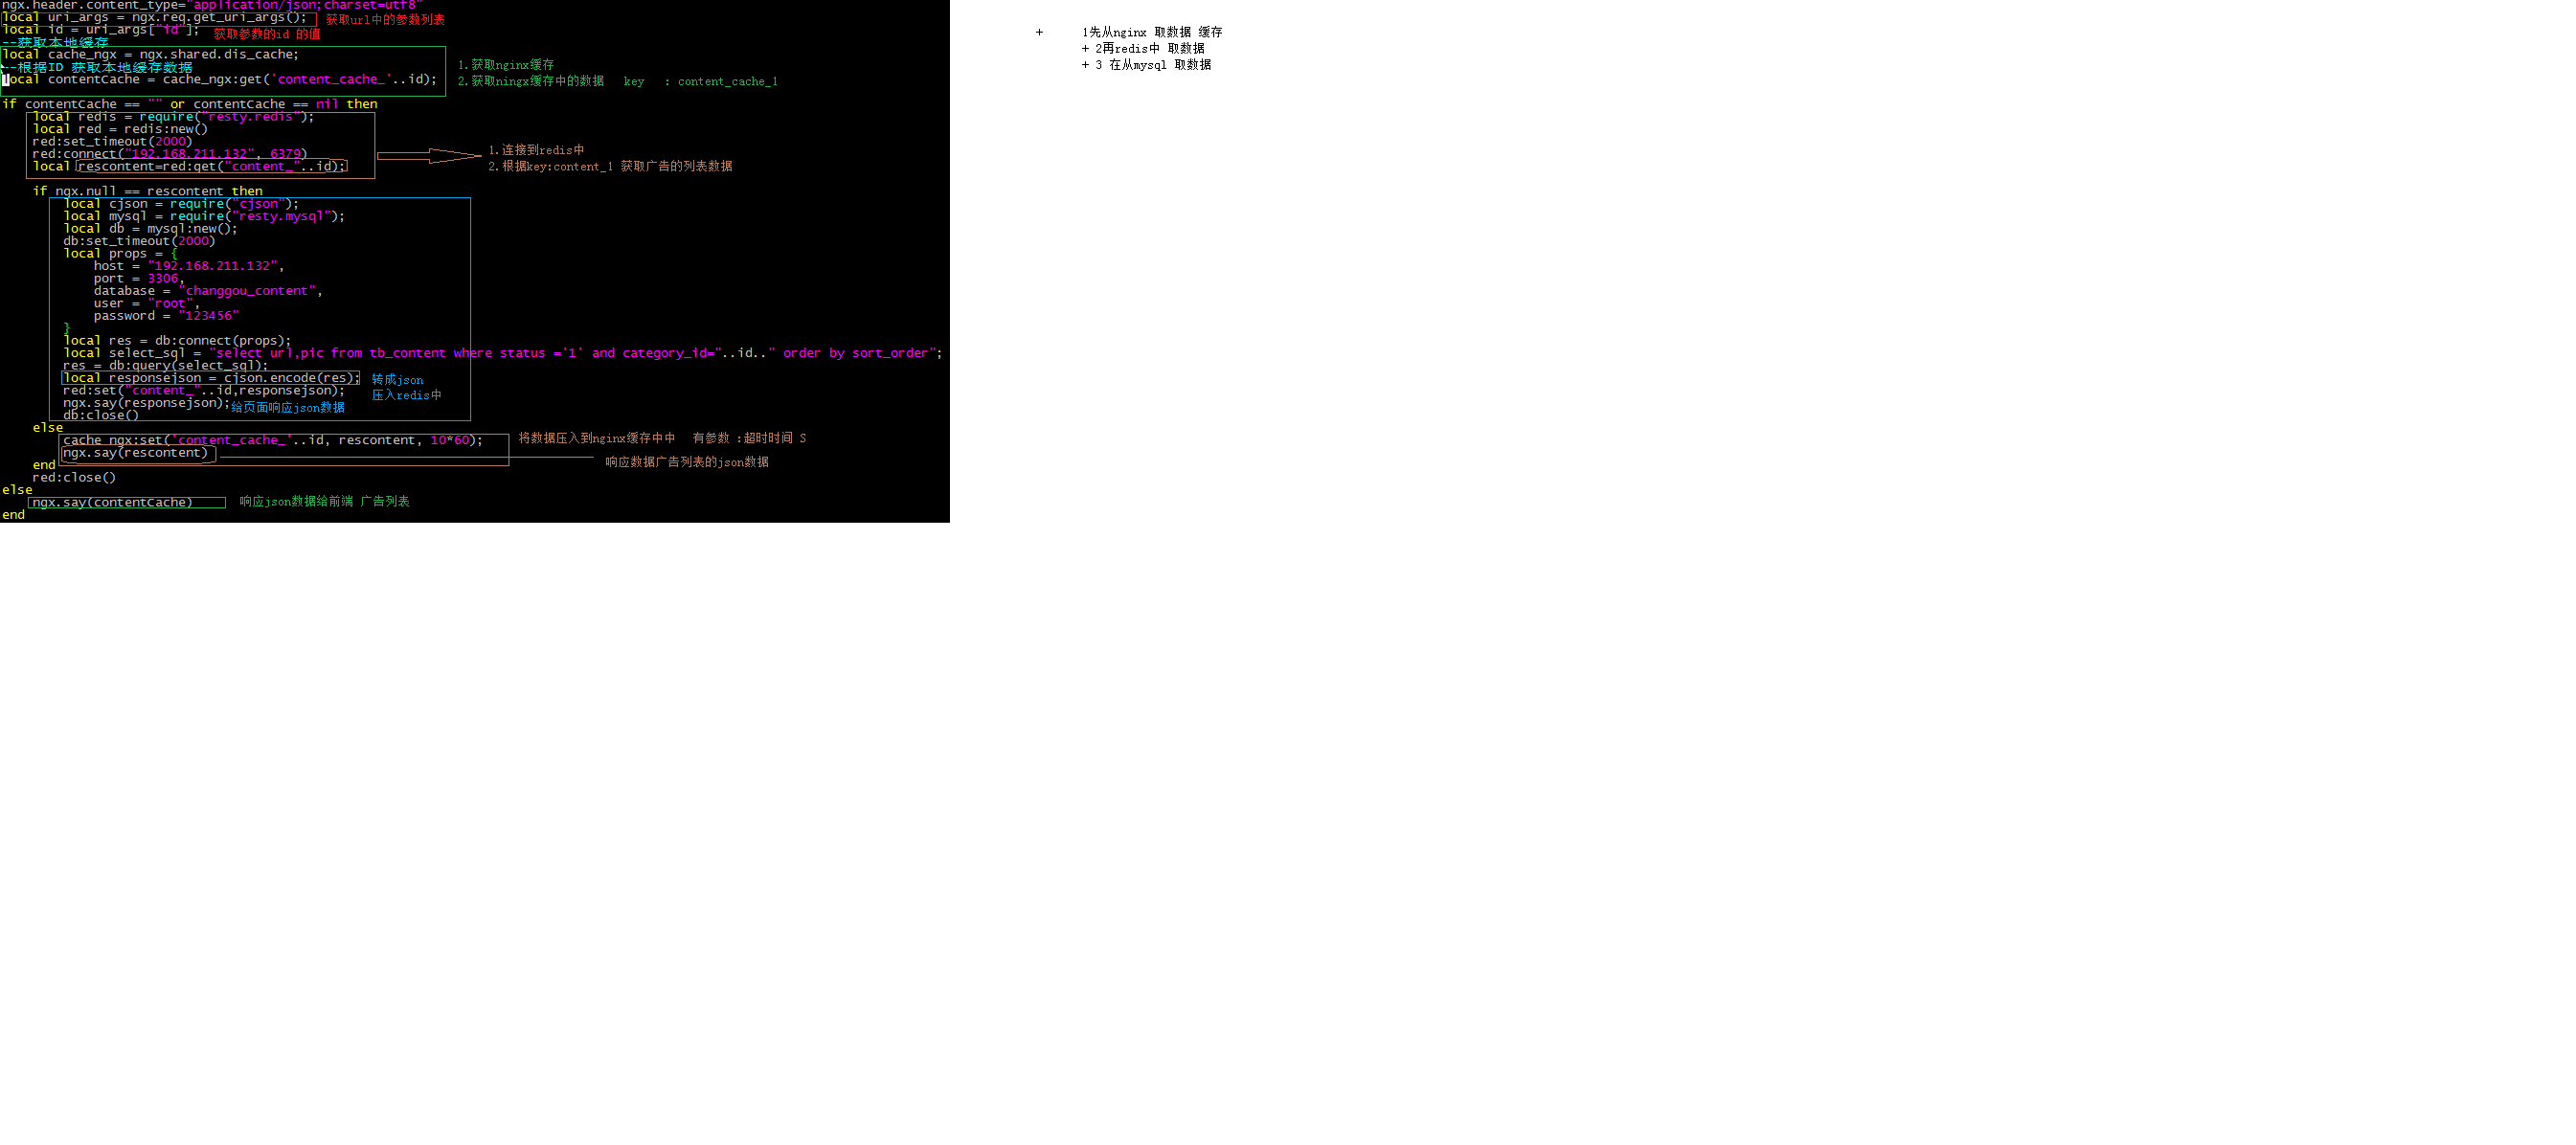 ngx.header.content_type="application/json;charset=utf8"
local uri_args = ngx.req.get_uri_args(); 获取url中的参数列表
local id = uri_args["id"]; 获取参数的id 的值
--获取本地缓存
local cache_ngx = ngx.shared.dis_cache;
--根据ID 获取本地缓存数据 1.获取nginx缓存
local contentCache = cache_ngx:get('content_cache_'..id); 2.获取ningx缓存中的数据 key : content_cache_1
if contentCache == "" or contentCache == nil then
local redis = require("resty.redis");
local red = redis:new()
red:set_timeout(2000)
red:connect("192.168.211.132", 6379) 1.连接到redis中
local rescontent=red:get("content_"..id); 2.根据key:content_1 获取广告的列表数据
if ngx.null == rescontent then
local cjson = require("cjson");
local mysql = require("resty.mysql");
local db = mysql:new();
db:set_timeout(2000)
local props = {
host = "192.168.211.132",
port = 3306,
database = "changgou_content",
user = "root",
password = "123456"
}
local res = db:connect(props);
local select_sql = "select url,pic from tb_content where status ='1' and category_id="..id.." order by sort_order";
res = db:query(select_sql);
local responsejson = cjson.encode(res); 转成json
red:set("content_"..id,responsejson); 压入redis中
ngx.say(responsejson); 给页面响应json数据
db:close()
else
cache_ngx:set('content_cache_'..id, rescontent, 10*60); 将数据压入到nginx缓存中中 有参数 :超时时间 S
ngx.say(rescontent) 响应数据广告列表的json数据
end
red:close()
else
ngx.say(contentCache) 响应json数据给前端 广告列表
end
+ 1先从nginx 取数据 缓存
+ 2再redis中 取数据
+ 3 在从mysql 取数据